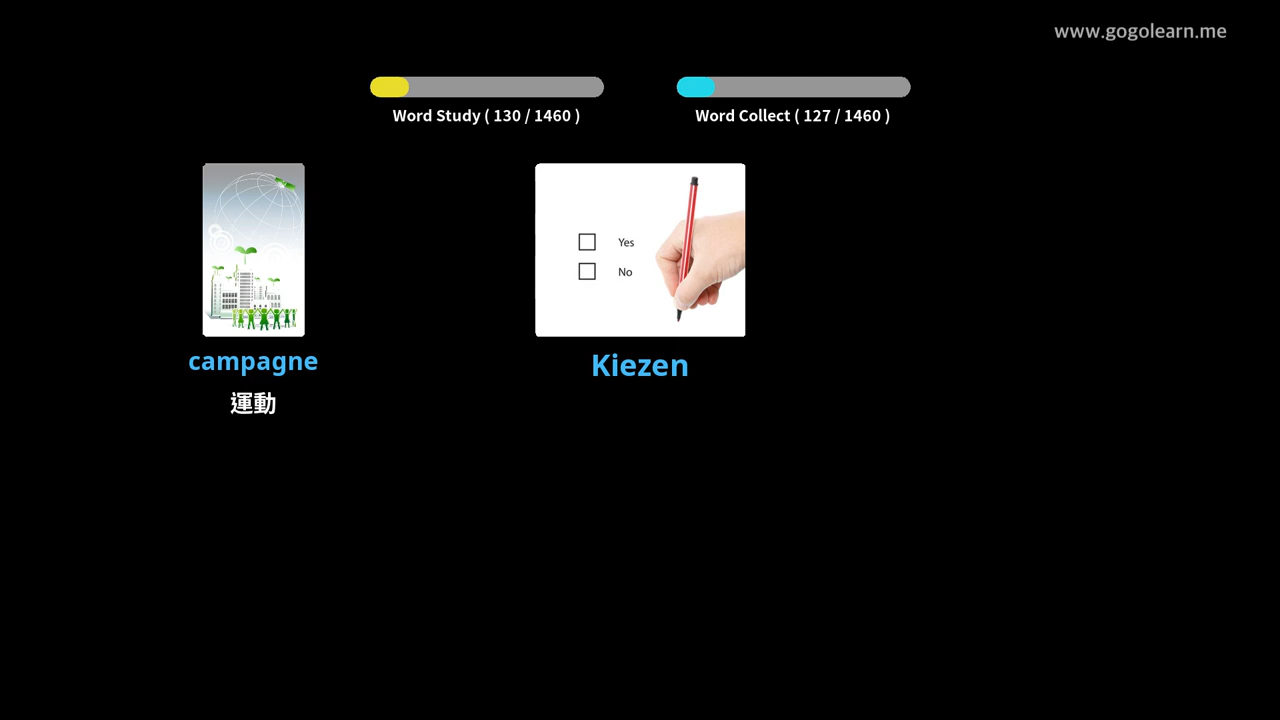 www.gogolearn.me
Word Study ( 130 / 1460 )
Word Collect ( 127 / 1460 )
Yes
No
campagne
運動
Kiezen